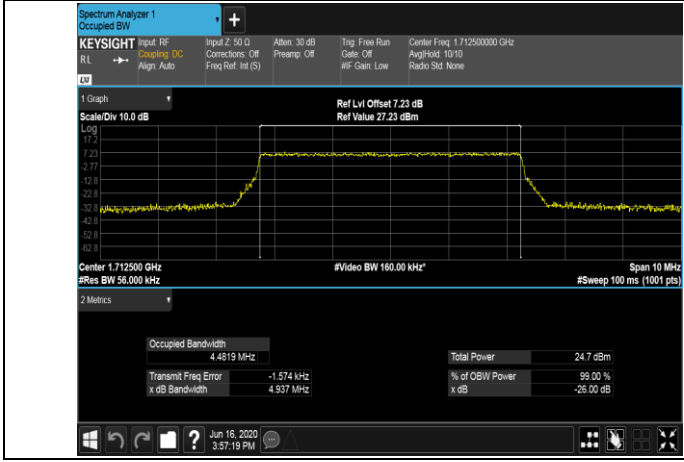 Spectrum Analyzer 1
Occupied BW
KEYSIGHT
RL
LXI
Input: RF
Coupling: DC
Align: Auto
Input Z: 50 Ω
Corrections: Off
Freq Ref: Int (S)
Atten: 30 dB
Preamp: Off
Trig: Free Run
Gate: Off
#IF Gain: Low
Center Freq: 1.712500000 GHz
Avg|Hold: 10/10
Radio Std: None
1 Graph
Scale/Div 10.0 dB
Ref Lvl Offset 7.23 dB
Ref Value 27.23 dBm
Log
17.2
7.23
-2.77
-12.8
-22.8
-32.8
-42.8
-52.8
-62.8
Center 1.712500 GHz
#Res BW 56.000 kHz
#Video BW 160.00 kHz*
Span 10 MHz
#Sweep 100 ms (1001 pts)
2 Metrics
Occupied Bandwidth
4.4819 MHz
Total Power 24.7 dBm
Transmit Freq Error -1.574 kHz
% of OBW Power 99.00 %
x dB Bandwidth 4.937 MHz
x dB -26.00 dB
?
Jun 16, 2020
3:57:19 PM